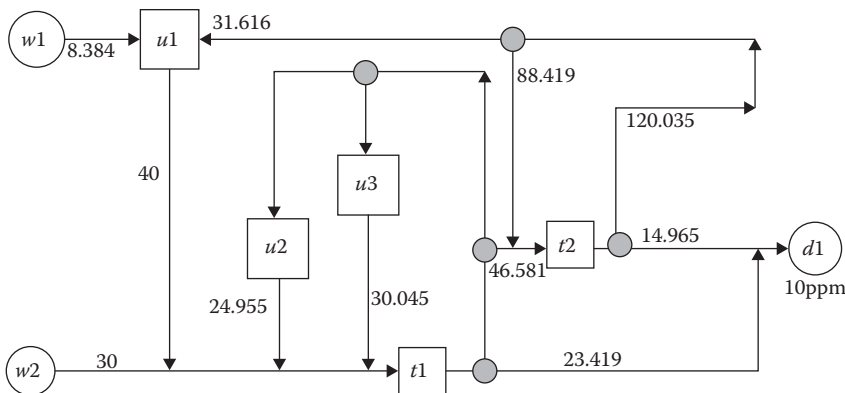 w1
8.384
u1
31.616
88.419
120.035
40
u3
u2
t2
14.965
d1
46.581
10ppm
24.955
30.045
w2
30
t1
23.419